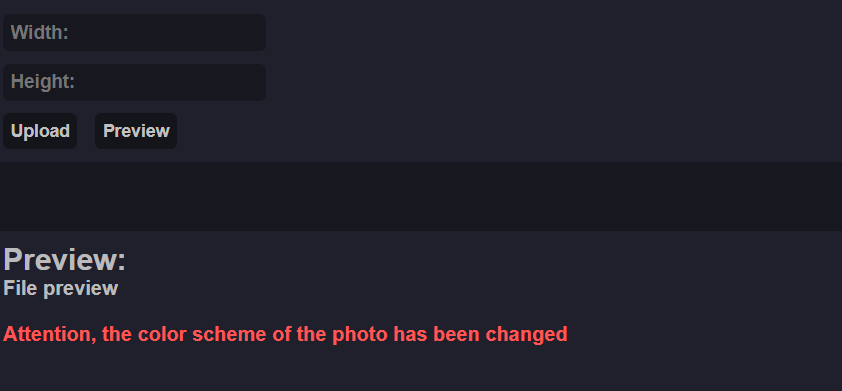 Width:
Height:
Upload Preview
Preview:
File preview
Attention, the color scheme of the photo has been changed